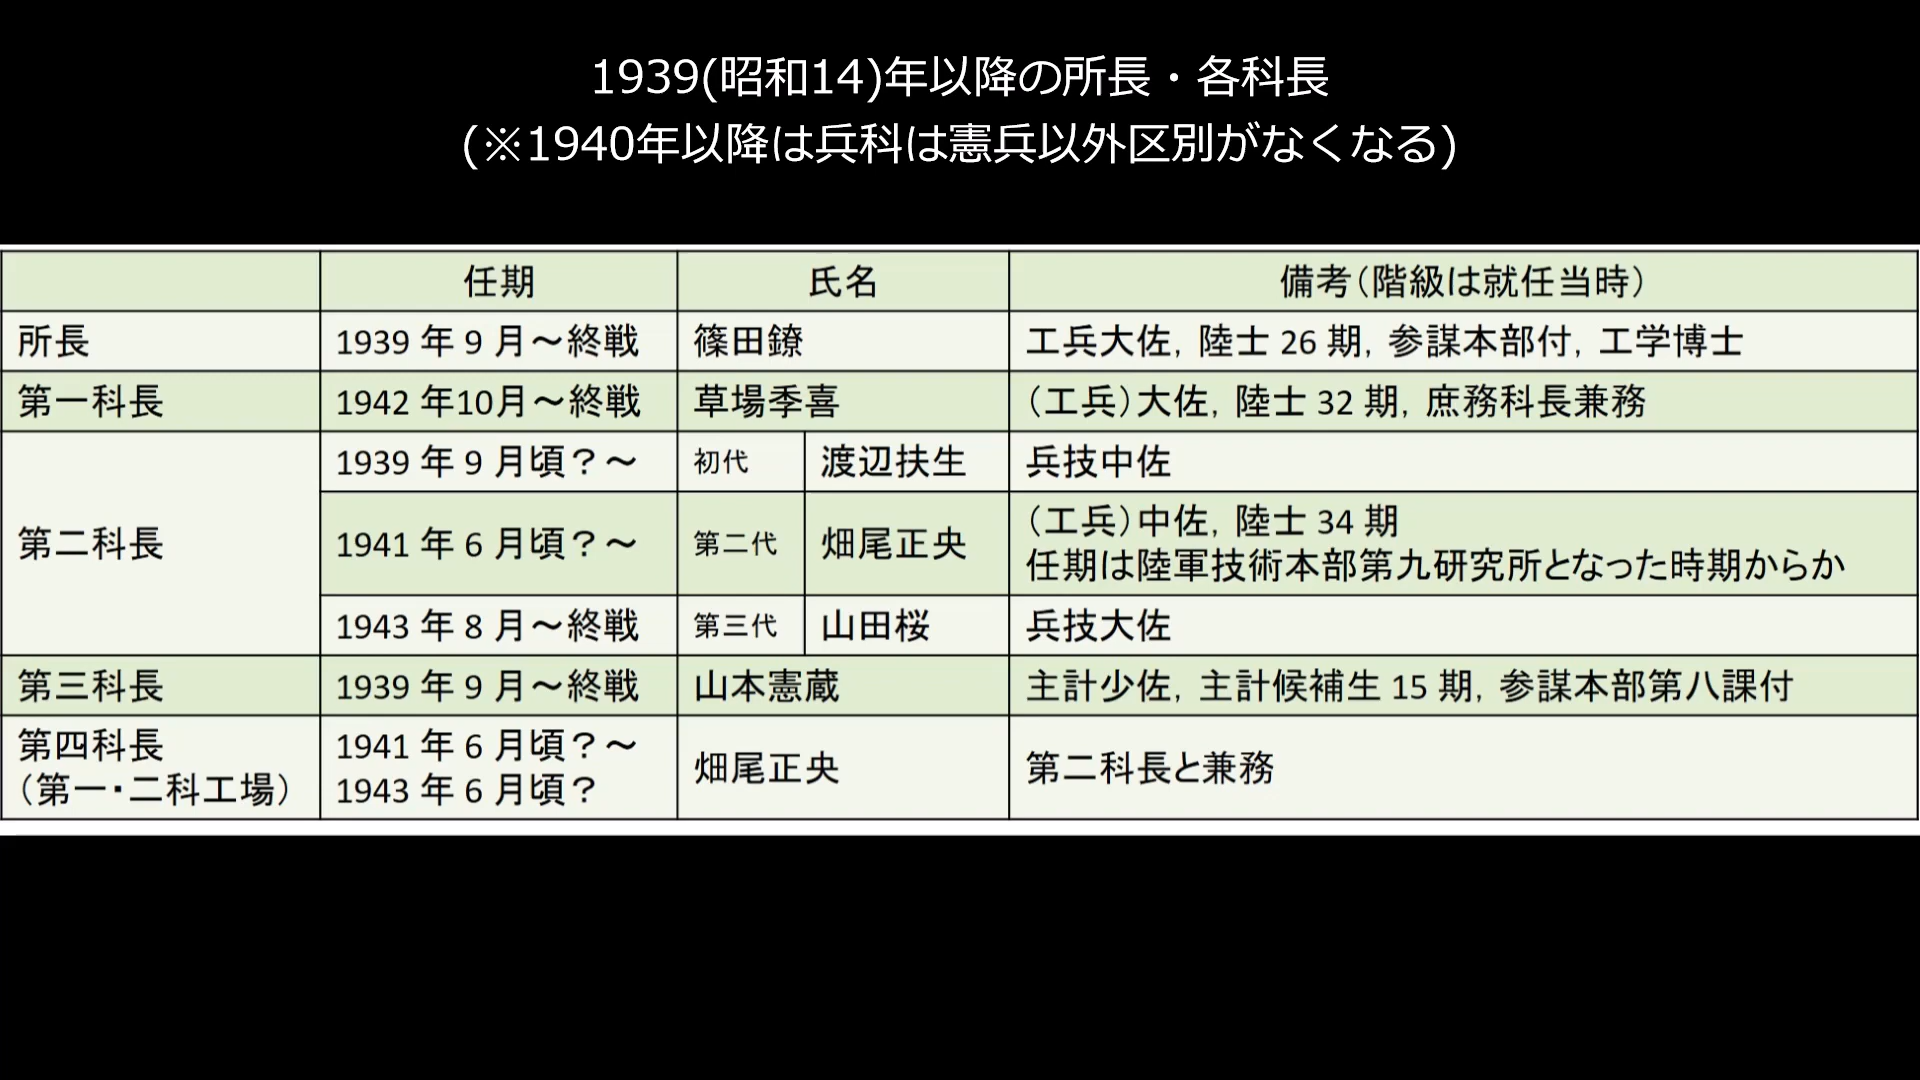 1939(昭和14)年以降の所長・各科長
(※1940年以降は兵科は憲兵以外区別がなくなる)
任期 氏名 備考（階級は就任当時）
所長 1939 年 9 月～終戦 篠田鐐 工兵大佐，陸士 26 期，参謀本部付，工学博士
第一科長 1942 年10月～終戦 草場季喜 （工兵）大佐，陸士 32 期，庶務科長兼務
第二科長
1939 年 9 月頃？～ 初代 渡辺扶生 兵技中佐
1941 年 6 月頃？～ 第二代 畑尾正央
（工兵）中佐，陸士 34 期
任期は陸軍技術本部第九研究所となった時期からか
1943 年 8 月～終戦 第三代 山田桜 兵技大佐
第三科長 1939 年 9 月～終戦 山本憲蔵 主計少佐，主計候補生 15 期，参謀本部第八課付
第四科長
（第一・二科工場）
1941 年 6 月頃？～
1943 年 6 月頃？
畑尾正央 第二科長と兼務